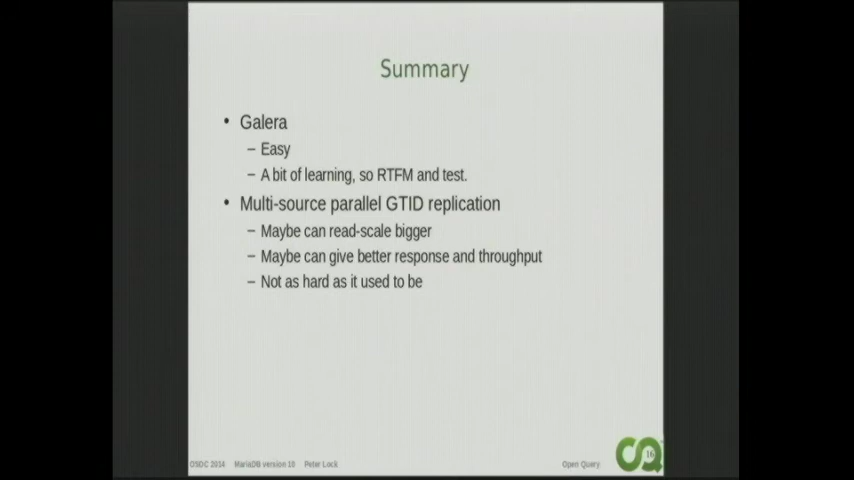 Summary
• Galera
– Easy
– A bit of learning, so RTFM and test.
• Multi-source parallel GTID replication
– Maybe can read-scale bigger
– Maybe can give better response and throughput
– Not as hard as it used to be
OSDC 2014 MariaDB version 10 Peter Lock
Open Query
16